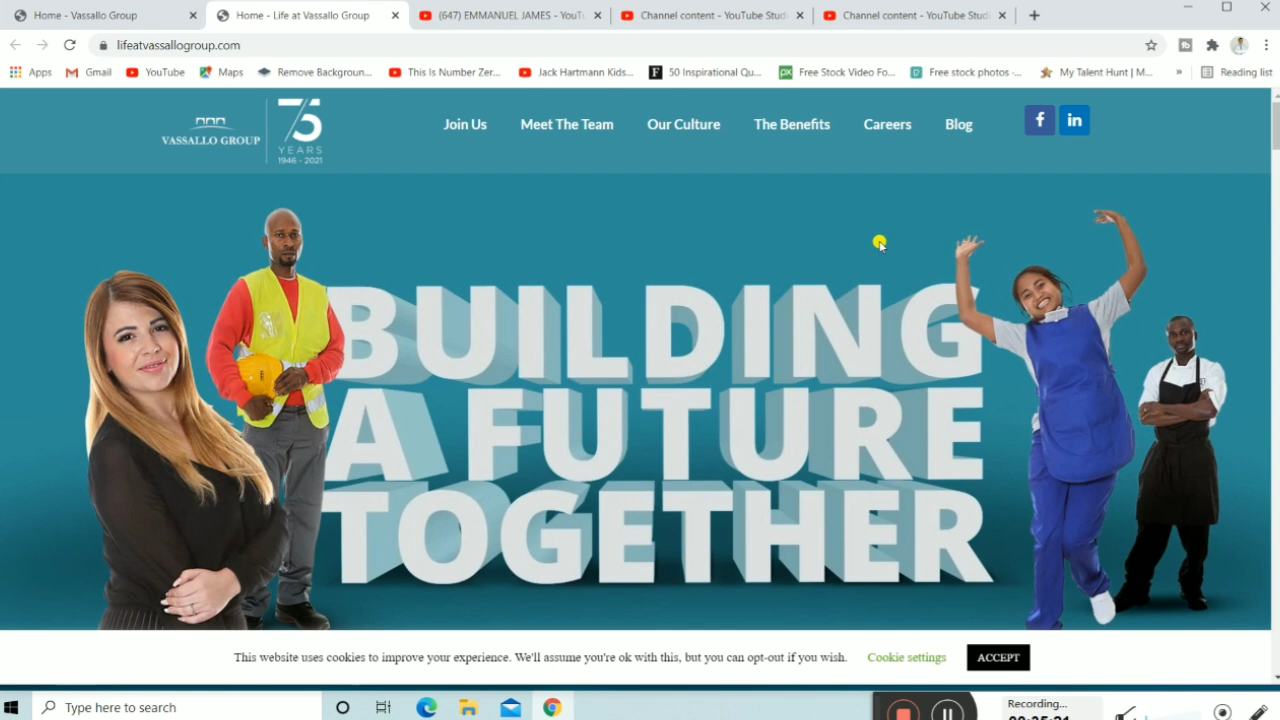 Home - Vassallo Group
Home - Life at Vassallo Group
(647) EMMANUEL JAMES - YouTu
Channel content - YouTube Studi
Channel content - YouTube Studi
lifeatvassallogroup.com
Apps
Gmail
YouTube
Maps
Remove Backgroun...
This Is Number Zer...
Jack Hartmann Kids...
50 Inspirational Qu...
Free Stock Video Fo...
Free stock photos -...
My Talent Hunt | M...
»
Reading list
VASSALLO GROUP
75
YEARS
1946 - 2021
Join Us
Meet The Team
Our Culture
The Benefits
Careers
Blog
BUILDING
A FUTURE
TOGETHER
This website uses cookies to improve your experience. We'll assume you're ok with this, but you can opt-out if you wish.
Cookie settings
ACCEPT
Type here to search
Recording...